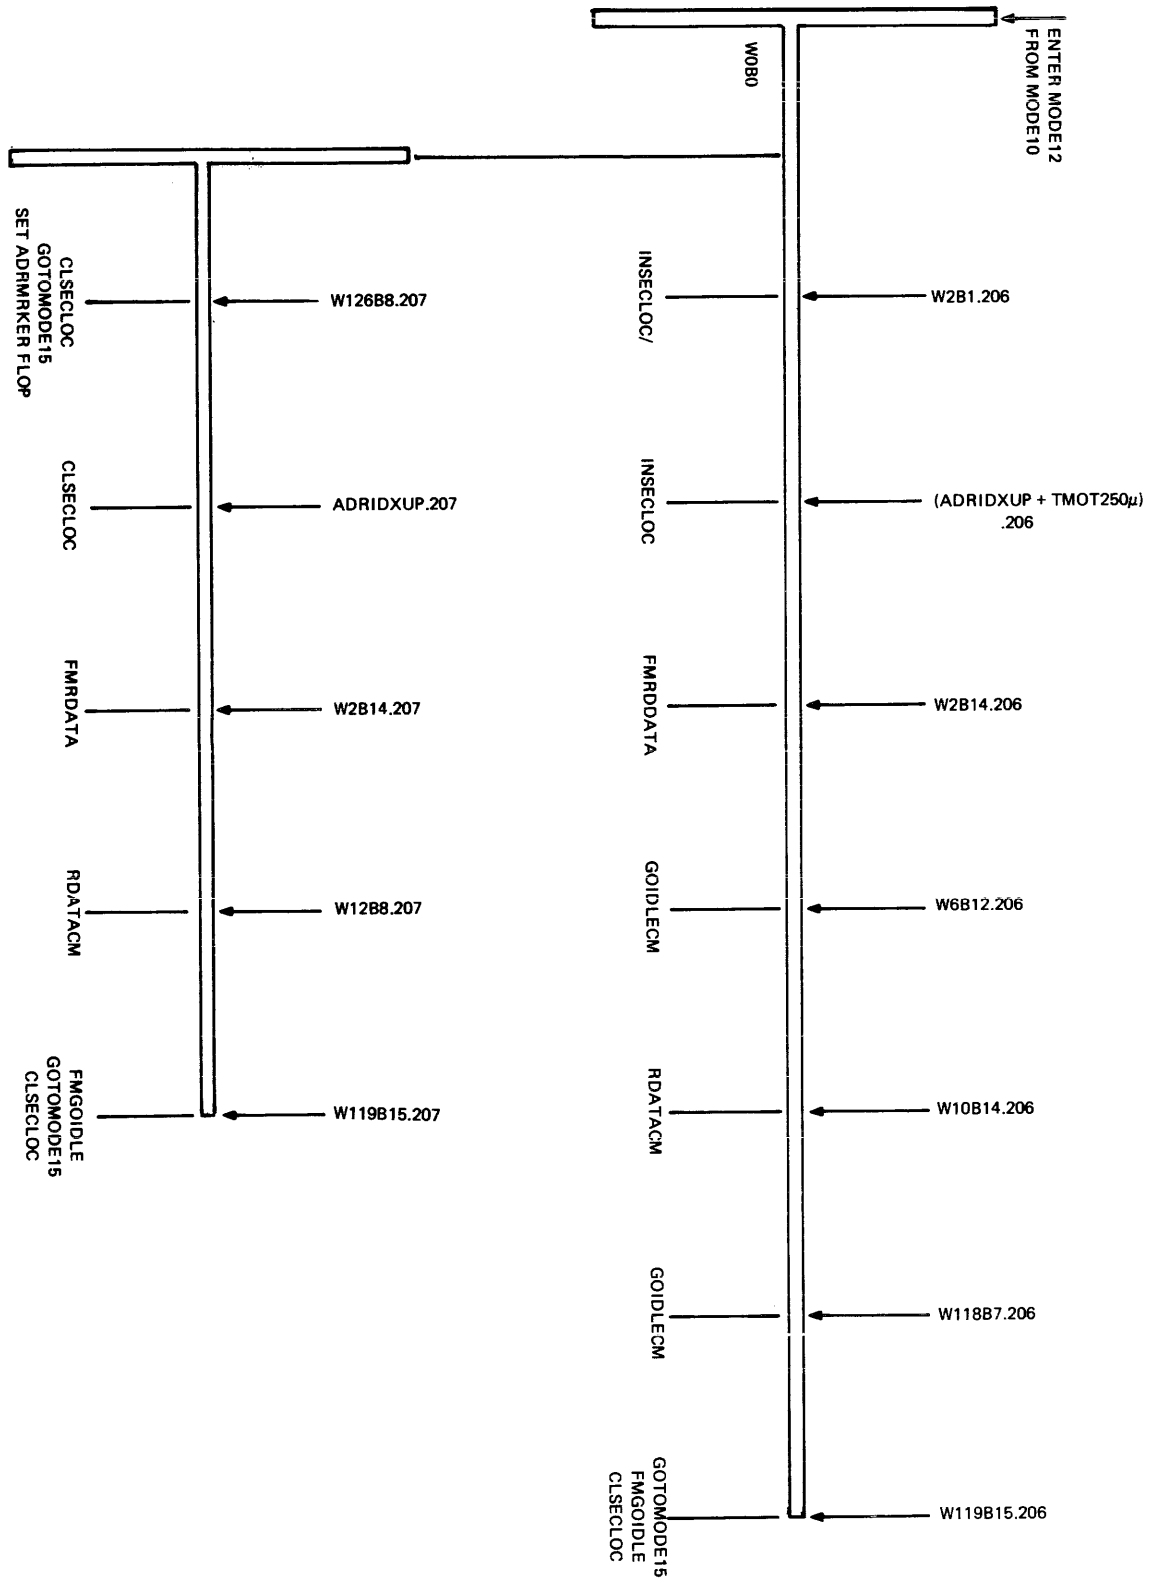 ENTER MODE12
FROM MODE10
W0B0
W2B1.206
INSECLOC/
(ADRIDXUP + TMOT250μ)
.206
INSECLOC
W2B14.206
FMRDDATA
W6B12.206
GOIDLECM
W10B14.206
RDATACM
W118B7.206
GOIDLECM
W119B15.206
GOTOMODE15
FMGOIDLE
CLSECLOC
W126B8.207
CLSECLOC
GOTOMODE15
SET ADRMRKER FLOP
ADRIDXUP.207
CLSECLOC
W2B14.207
FMRDATA
W12B8.207
RDATACM
W119B15.207
FMGOIDLE
GOTOMODE15
CLSECLOC